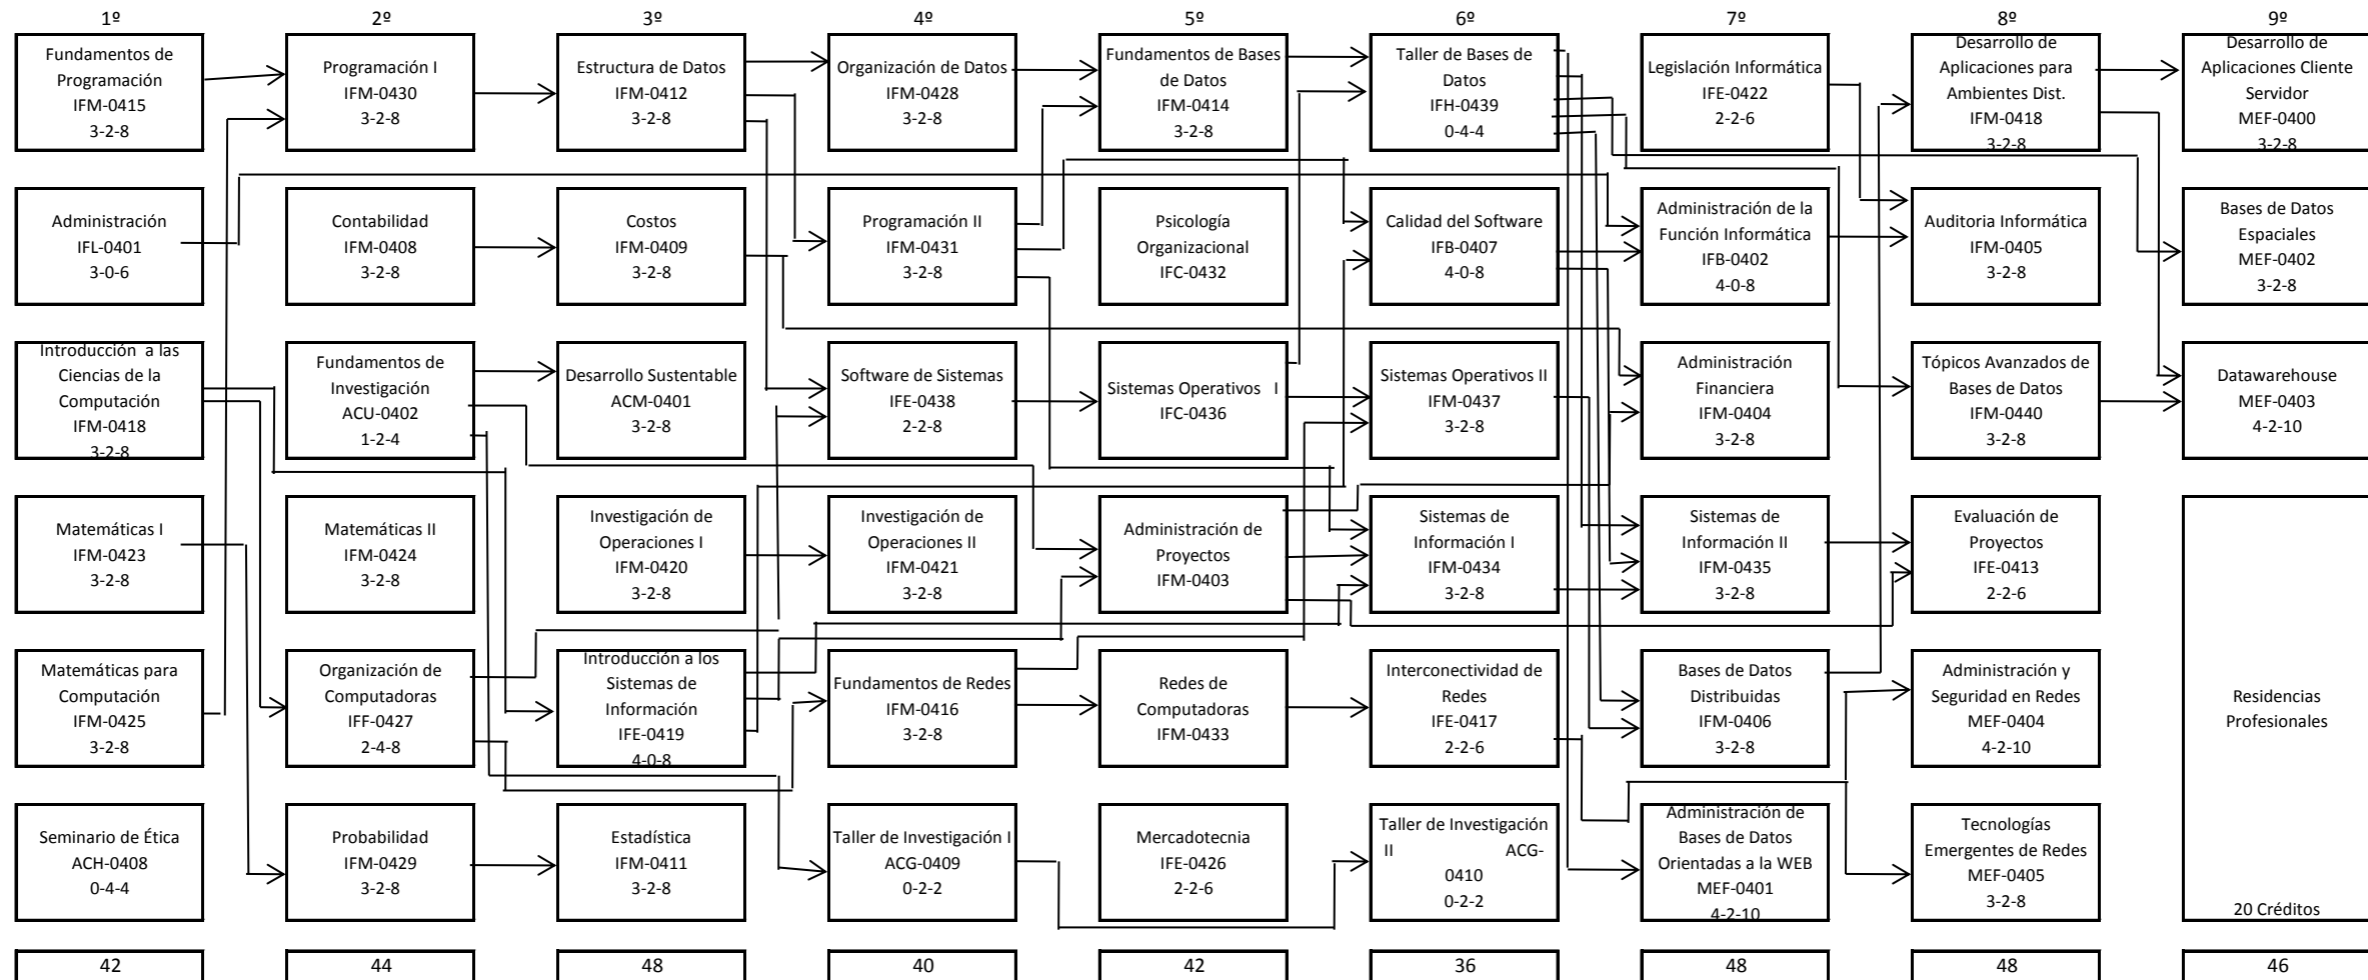 1º
2º
3º
4º
5º
6º
7º
8º
9º
Fundamentos de
Programación
IFM-0415
3-2-8
Programación I
IFM-0430
3-2-8
Estructura de Datos
IFM-0412
3-2-8
Organización de Datos
IFM-0428
3-2-8
Fundamentos de Bases
de Datos
IFM-0414
3-2-8
Taller de Bases de
Datos
IFH-0439
0-4-4
Legislación Informática
IFE-0422
2-2-6
Desarrollo de
Aplicaciones para
Ambientes Dist.
IFM-0418
3-2-8
Desarrollo de
Aplicaciones Cliente
Servidor
MEF-0400
3-2-8
Administración
IFL-0401
3-0-6
Contabilidad
IFM-0408
3-2-8
Costos
IFM-0409
3-2-8
Programación II
IFM-0431
3-2-8
Psicología
Organizacional
IFC-0432
Calidad del Software
IFB-0407
4-0-8
Administración de la
Función Informática
IFB-0402
4-0-8
Auditoria Informática
IFM-0405
3-2-8
Bases de Datos
Espaciales
MEF-0402
3-2-8
Introducción a las
Ciencias de la
Computación
IFM-0418
3-2-8
Fundamentos de
Investigación
ACU-0402
1-2-4
Desarrollo Sustentable
ACM-0401
3-2-8
Software de Sistemas
IFE-0438
2-2-8
Sistemas Operativos I
IFC-0436
Sistemas Operativos II
IFM-0437
3-2-8
Administración
Financiera
IFM-0404
3-2-8
Tópicos Avanzados de
Bases de Datos
IFM-0440
3-2-8
Datawarehouse
MEF-0403
4-2-10
Matemáticas I
IFM-0423
3-2-8
Matemáticas II
IFM-0424
3-2-8
Investigación de
Operaciones I
IFM-0420
3-2-8
Investigación de
Operaciones II
IFM-0421
3-2-8
Administración de
Proyectos
IFM-0403
Sistemas de
Información I
IFM-0434
3-2-8
Sistemas de
Información II
IFM-0435
3-2-8
Evaluación de
Proyectos
IFE-0413
2-2-6
Residencias
Profesionales
20 Créditos
Matemáticas para
Computación
IFM-0425
3-2-8
Organización de
Computadoras
IFF-0427
2-4-8
Introducción a los
Sistemas de
Información
IFE-0419
4-0-8
Fundamentos de Redes
IFM-0416
3-2-8
Redes de
Computadoras
IFM-0433
Interconectividad de
Redes
IFE-0417
2-2-6
Bases de Datos
Distribuidas
IFM-0406
3-2-8
Administración y
Seguridad en Redes
MEF-0404
4-2-10
Seminario de Ética
ACH-0408
0-4-4
Probabilidad
IFM-0429
3-2-8
Estadística
IFM-0411
3-2-8
Taller de Investigación I
ACG-0409
0-2-2
Mercadotecnia
IFE-0426
2-2-6
Taller de Investigación
II ACG-
0410
0-2-2
Administración de
Bases de Datos
Orientadas a la WEB
MEF-0401
4-2-10
Tecnologías
Emergentes de Redes
MEF-0405
3-2-8
42
44
48
40
42
36
48
48
46